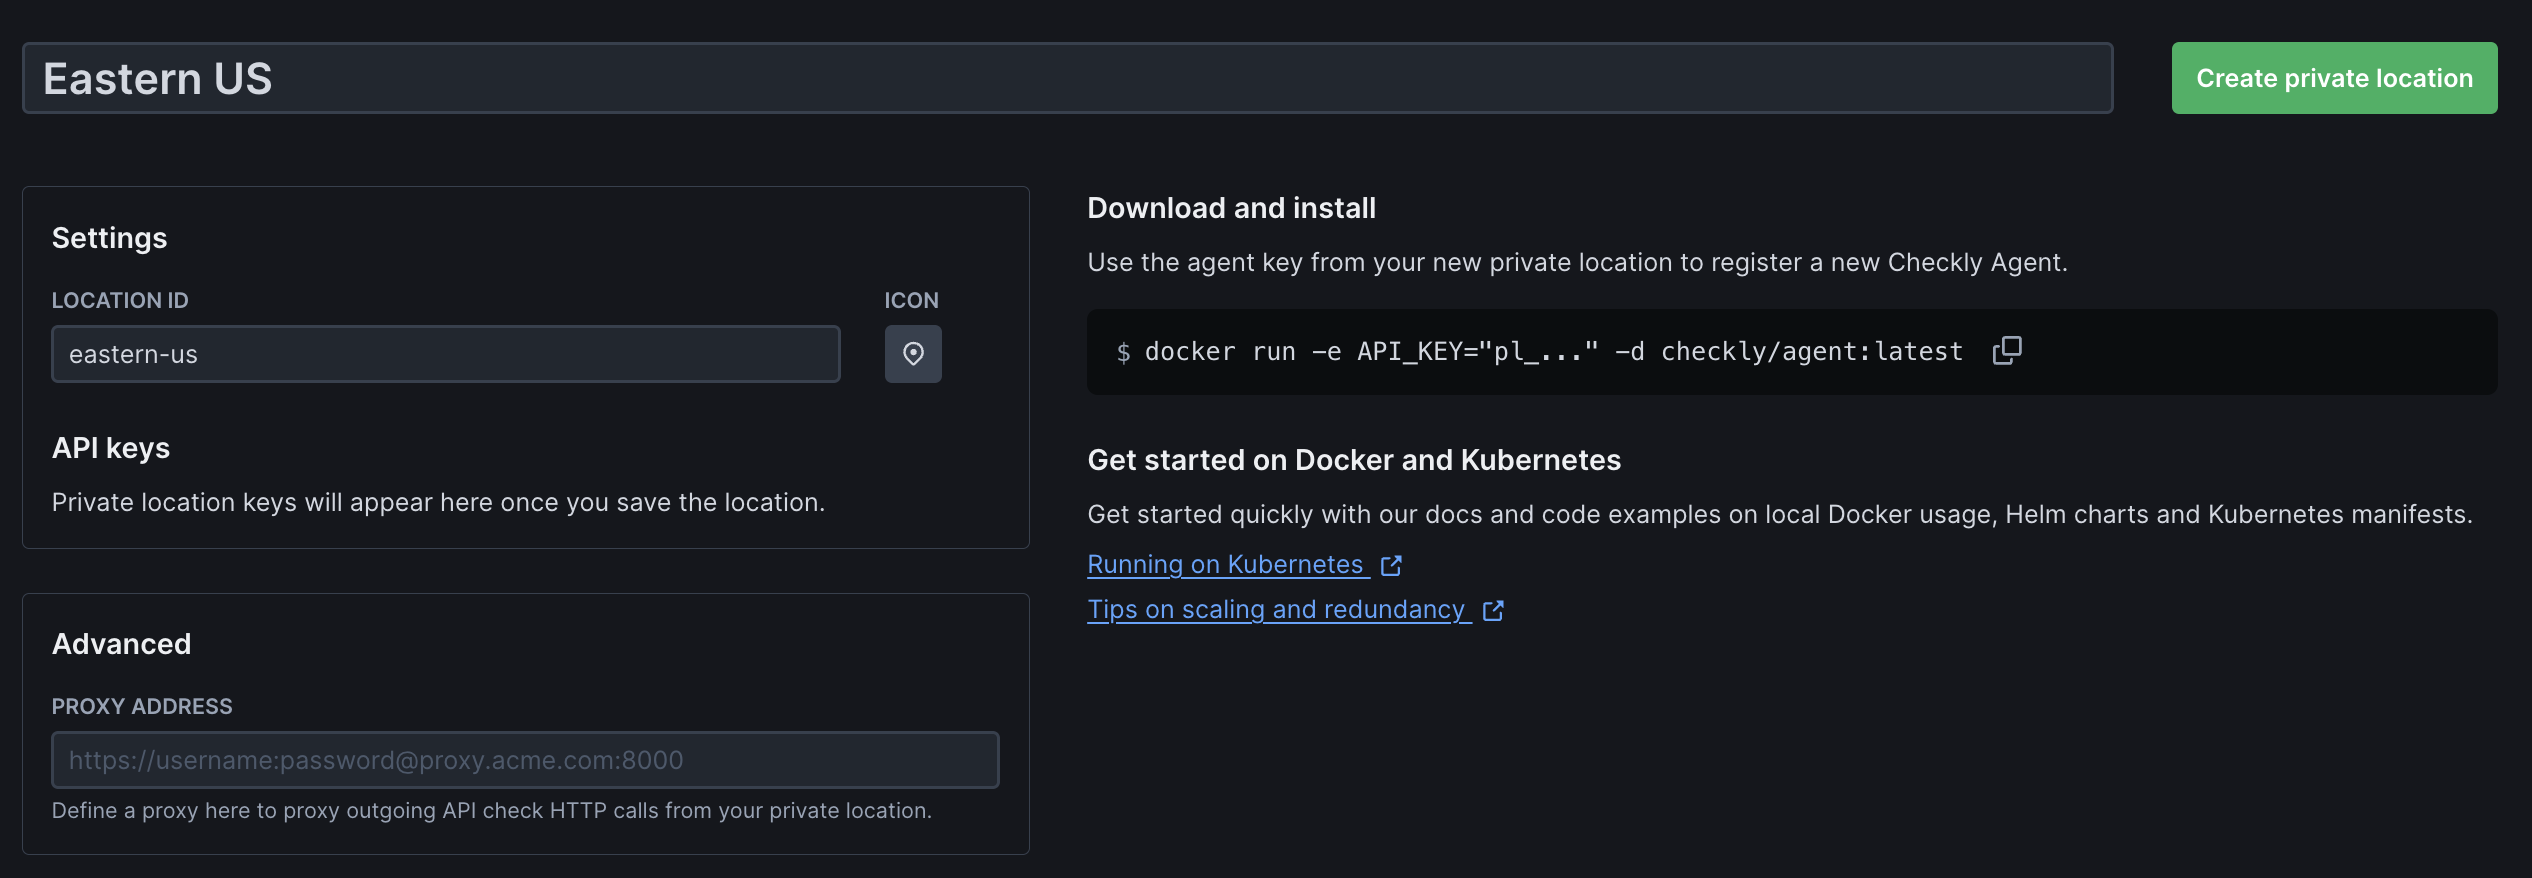 Eastern US
Create private location
Settings
LOCATION ID
ICON
eastern-us
API keys
Private location keys will appear here once you save the location.
Advanced
PROXY ADDRESS
https://username:password@proxy.acme.com:8000
Define a proxy here to proxy outgoing API check HTTP calls from your private location.
Download and install
Use the agent key from your new private location to register a new Checkly Agent.
$ docker run -e API_KEY="pl_..." -d checkly/agent:latest
Get started on Docker and Kubernetes
Get started quickly with our docs and code examples on local Docker usage, Helm charts and Kubernetes manifests.
Running on Kubernetes
Tips on scaling and redundancy